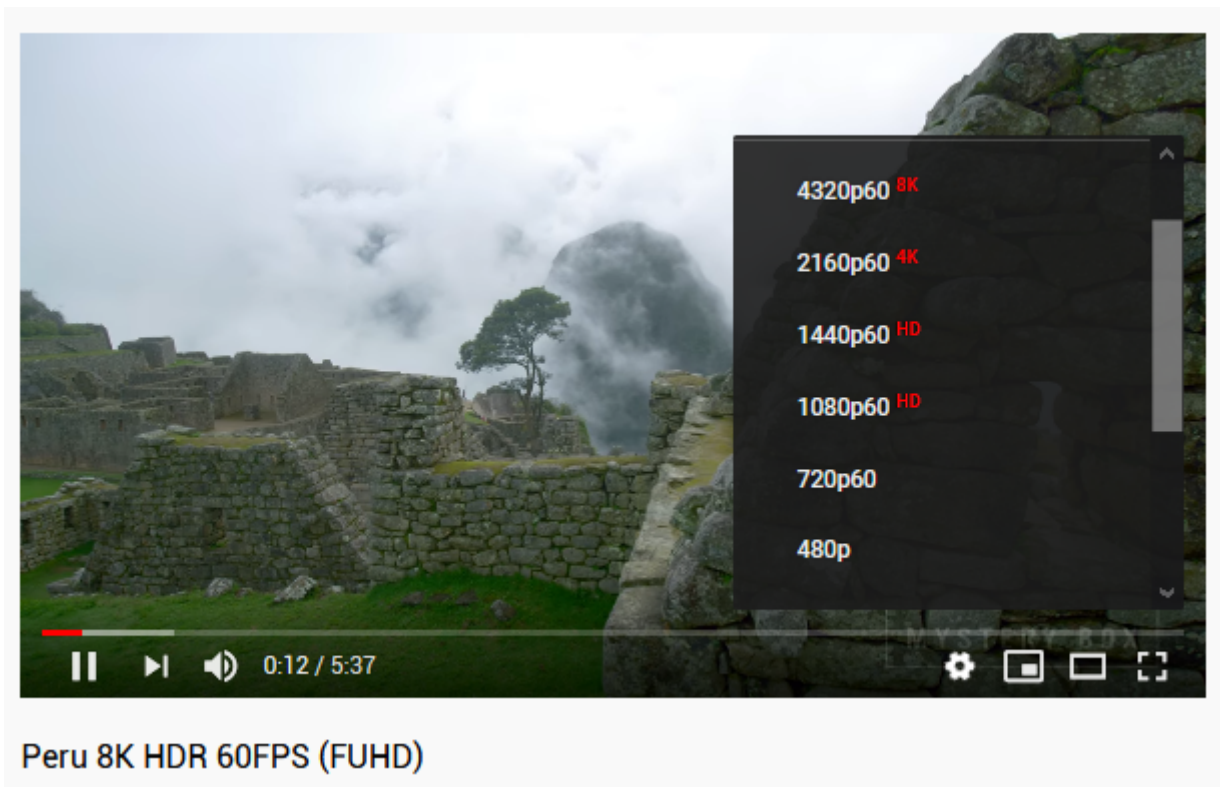 4320p60 8K
2160p60 4K
1440p60 HD
1080p60 HD
720p60
480p
MYSTERY BOX
0:12 / 5:37
Peru 8K HDR 60FPS (FUHD)